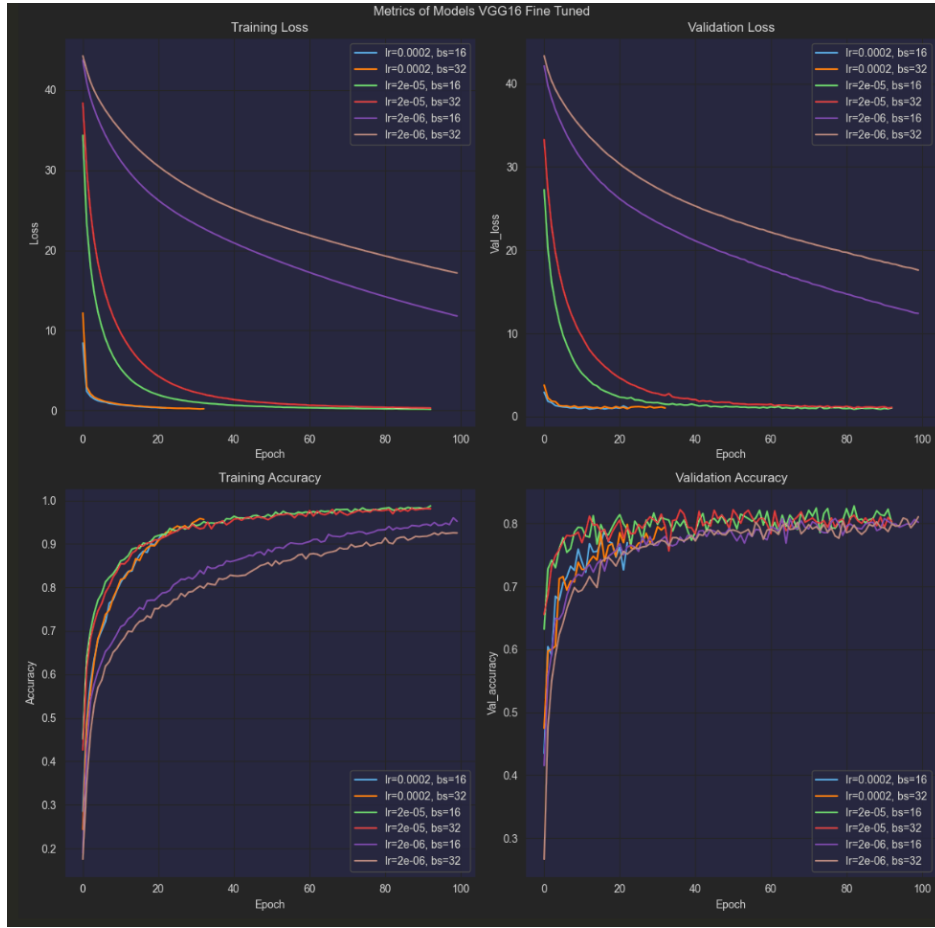 Metrics of Models VGG16 Fine Tuned
Training Loss
lr=0.0002, bs=16
lr=0.0002, bs=32
lr=2e-05, bs=16
lr=2e-05, bs=32
lr=2e-06, bs=16
lr=2e-06, bs=32
40
30
20
10
0
Loss
0 20 40 60 80 100
Epoch
Validation Loss
lr=0.0002, bs=16
lr=0.0002, bs=32
lr=2e-05, bs=16
lr=2e-05, bs=32
lr=2e-06, bs=16
lr=2e-06, bs=32
40
30
20
10
0
Val_loss
0 20 40 60 80 100
Epoch
Training Accuracy
1.0
0.9
0.8
0.7
0.6
0.5
0.4
0.3
0.2
Accuracy
lr=0.0002, bs=16
lr=0.0002, bs=32
lr=2e-05, bs=16
lr=2e-05, bs=32
lr=2e-06, bs=16
lr=2e-06, bs=32
0 20 40 60 80 100
Epoch
Validation Accuracy
0.8
0.7
0.6
0.5
0.4
0.3
Val_accuracy
lr=0.0002, bs=16
lr=0.0002, bs=32
lr=2e-05, bs=16
lr=2e-05, bs=32
lr=2e-06, bs=16
lr=2e-06, bs=32
0 20 40 60 80 100
Epoch